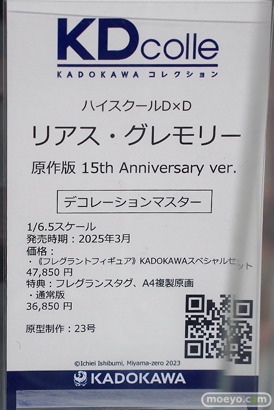 KDcolle
KADOKAWA コレクション
ハイスクールD×D
リアス・グレモリー
原作版 15th Anniversary ver.
デコレーションマスター
1/6.5スケール
発売時期：2025年3月
価格：
・《フレグラントフィギュア》KADOKAWAスペシャルセット
47,850 円
特典：フレグランスタグ、A4複製原画
・通常版
36,850 円
原型制作：23号
©Ichiei Ishibumi, Miyama-zero 2023
KADOKAWA
moeyo.com